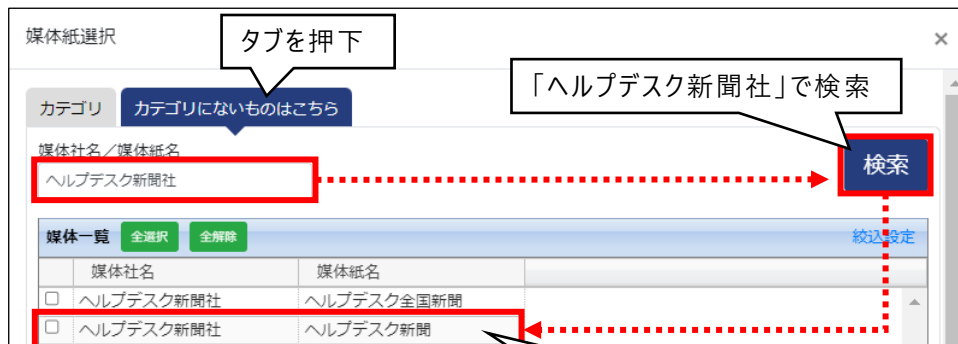 媒体紙選択
タブを押下
×
「ヘルプデスク新聞社」で検索
カテゴリ
カテゴリにないものはこちら
媒体社名／媒体紙名
ヘルプデスク新聞社
検索
媒体一覧 全選択 全解除 絞込設定
媒体社名 媒体紙名
ヘルプデスク新聞社 ヘルプデスク全国新聞
ヘルプデスク新聞社 ヘルプデスク新聞